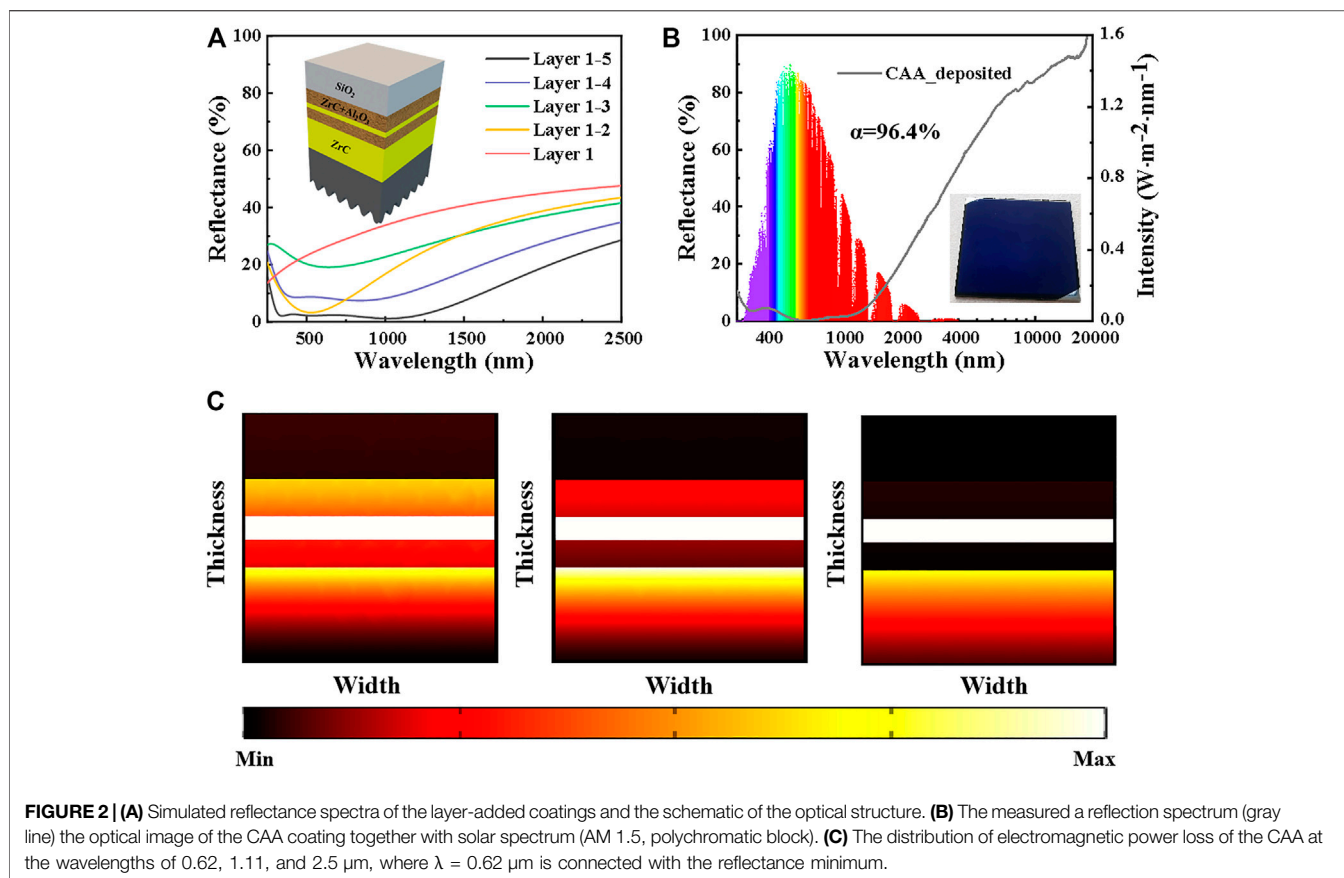 A
100
80
60
40
20
0
Reflectance (%)
500
1000
1500
2000
2500
Wavelength (nm)
SiO₂
ZrC+Al₂O₃
ZrC
Layer 1-5
Layer 1-4
Layer 1-3
Layer 1-2
Layer 1
B
100
80
60
40
20
0
Reflectance (%)
CAA_deposited
α=96.4%
400
1000
2000
4000
10000
20000
Wavelength (nm)
1.6
1.2
0.8
0.4
0.0
Intensity (W·m⁻²·nm⁻¹)
C
Thickness
Width
Thickness
Width
Thickness
Width
Min
Max
FIGURE 2 | (A) Simulated reflectance spectra of the layer-added coatings and the schematic of the optical structure. (B) The measured a reflection spectrum (gray
line) the optical image of the CAA coating together with solar spectrum (AM 1.5, polychromatic block). (C) The distribution of electromagnetic power loss of the CAA at
the wavelengths of 0.62, 1.11, and 2.5 μm, where λ = 0.62 μm is connected with the reflectance minimum.